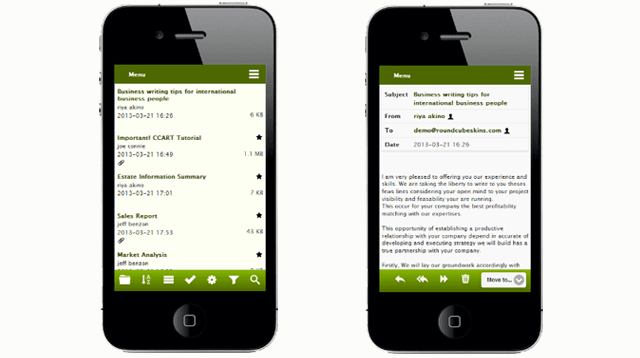 Menu
Business writing tips for international
business people
riya akino
2013-03-21 16:26
6 KB
Important! CCART Tutorial
joe connie
2013-03-21 16:49
1.1 MB
Estate Information Summary
riya akino
2013-03-21 17:01
7 KB
Sales Report
jeff benzon
2013-03-21 17:53
43 KB
Market Analysis
jeff benzon
Menu
Subject Business writing tips for
international business people
From riya akino
To demo@roundcubeskins.com
Date 2013-03-21 16:26
I am very pleased to offering you our experience and
skills. We are taking the liberty to write to you theses
feas lines considering your open mind to your project
visibility and feasability your are running.
This occur for your company the best profitability
matching with our expertises.
This opportunity of establishing a productive
relationship with your company depend in accurate of
developing and executing strategy we will build has a
true partnership with your company.
Firstly, We will lay our groundwork accordingly with
Move to...